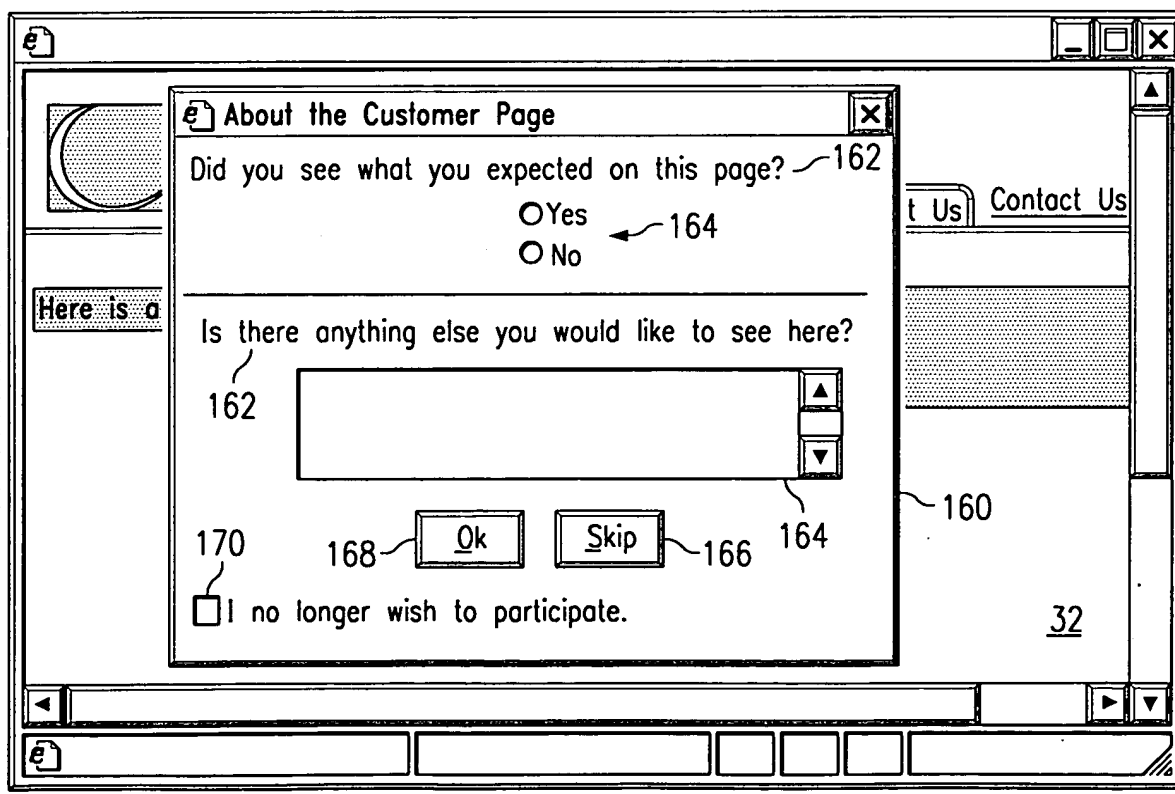 About the Customer Page
Did you see what you expected on this page? 162
Yes
164
No
t Us Contact Us
Here is a
Is there anything else you would like to see here?
162
164
160
170
168 Ok Skip 166
I no longer wish to participate.
32